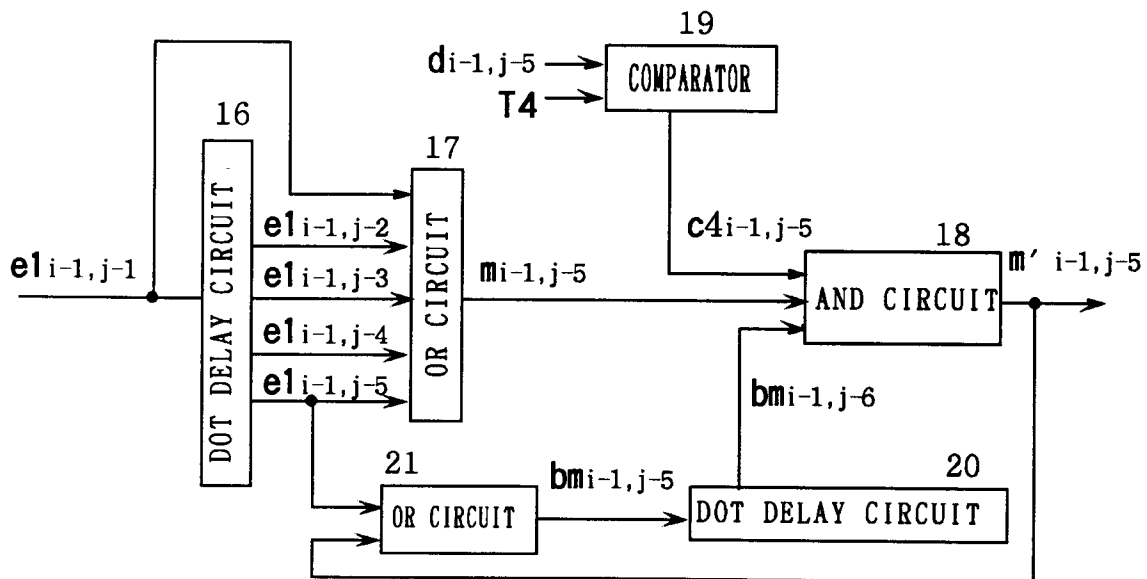 19
di-1,j-5
T4
COMPARATOR
16
17
DOT DELAY CIRCUIT
OR CIRCUIT
e1i-1,j-1
e1i-1,j-2
e1i-1,j-3
e1i-1,j-4
e1i-1,j-5
mi-1,j-5
c4i-1,j-5
18
AND CIRCUIT
m' i-1,j-5
bmi-1,j-6
21
OR CIRCUIT
bmi-1,j-5
20
DOT DELAY CIRCUIT